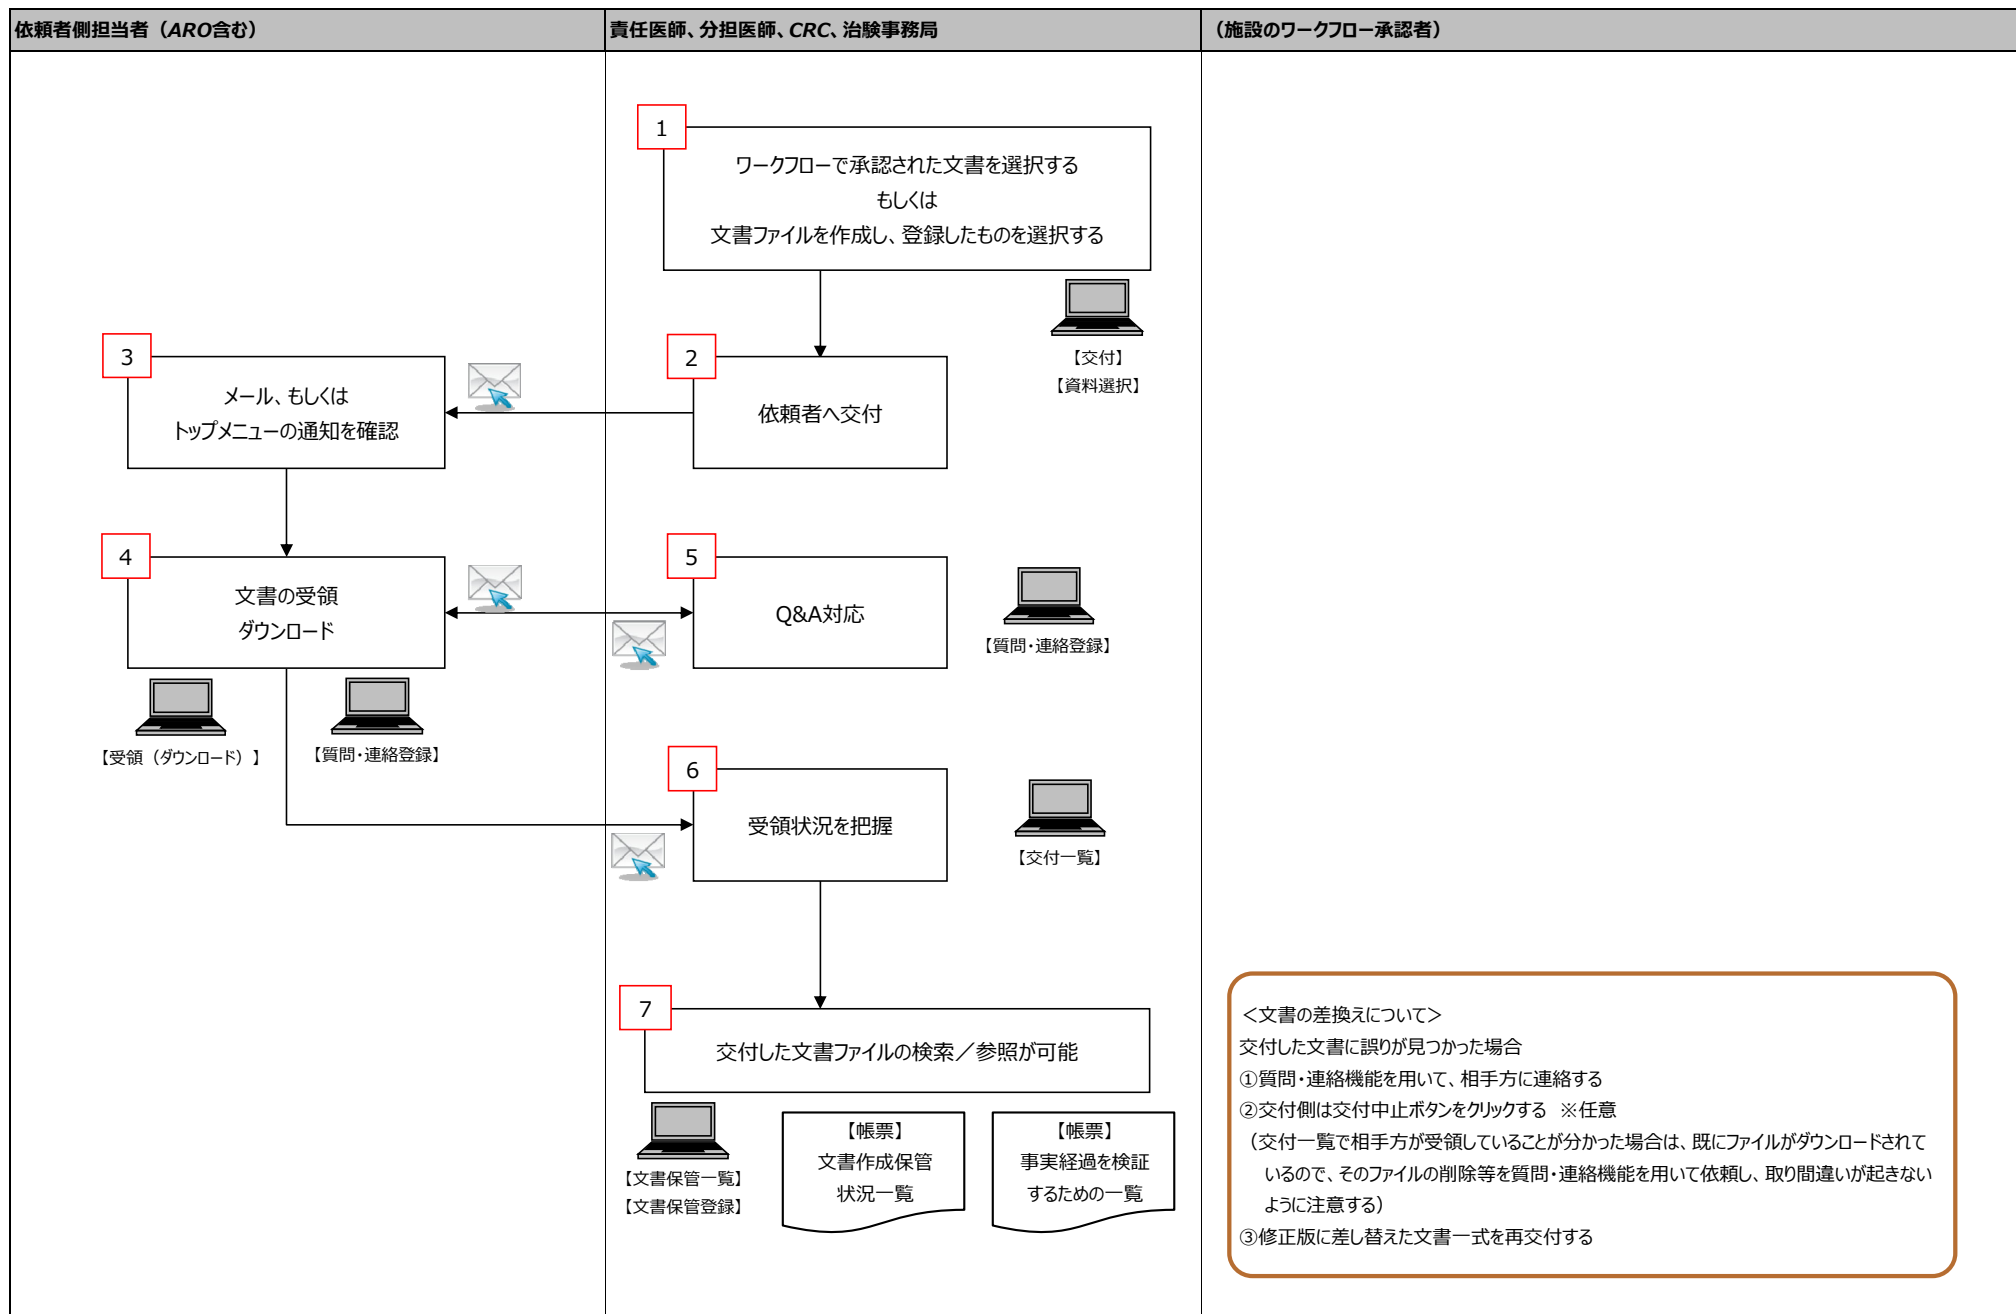 依頼者側担当者（ARO含む）
責任医師、分担医師、CRC、治験事務局
（施設のワークフロー承認者）
1
ワークフローで承認された文書を選択する
もしくは
文書ファイルを作成し、登録したものを選択する
【交付】
【資料選択】
2
依頼者へ交付
3
メール、もしくは
トップメニューの通知を確認
4
文書の受領
ダウンロード
【受領（ダウンロード）】
【質問・連絡登録】
5
Q&A対応
【質問・連絡登録】
6
受領状況を把握
【交付一覧】
7
交付した文書ファイルの検索／参照が可能
【文書保管一覧】
【文書保管登録】
【帳票】
文書作成保管
状況一覧
【帳票】
事実経過を検証
するための一覧
＜文書の差換えについて＞
交付した文書に誤りが見つかった場合
①質問・連絡機能を用いて、相手方に連絡する
②交付側は交付中止ボタンをクリックする　※任意
（交付一覧で相手方が受領していることが分かった場合は、既にファイルがダウンロードされて
いるので、そのファイルの削除等を質問・連絡機能を用いて依頼し、取り間違いが起きない
ように注意する）
③修正版に差し替えた文書一式を再交付する